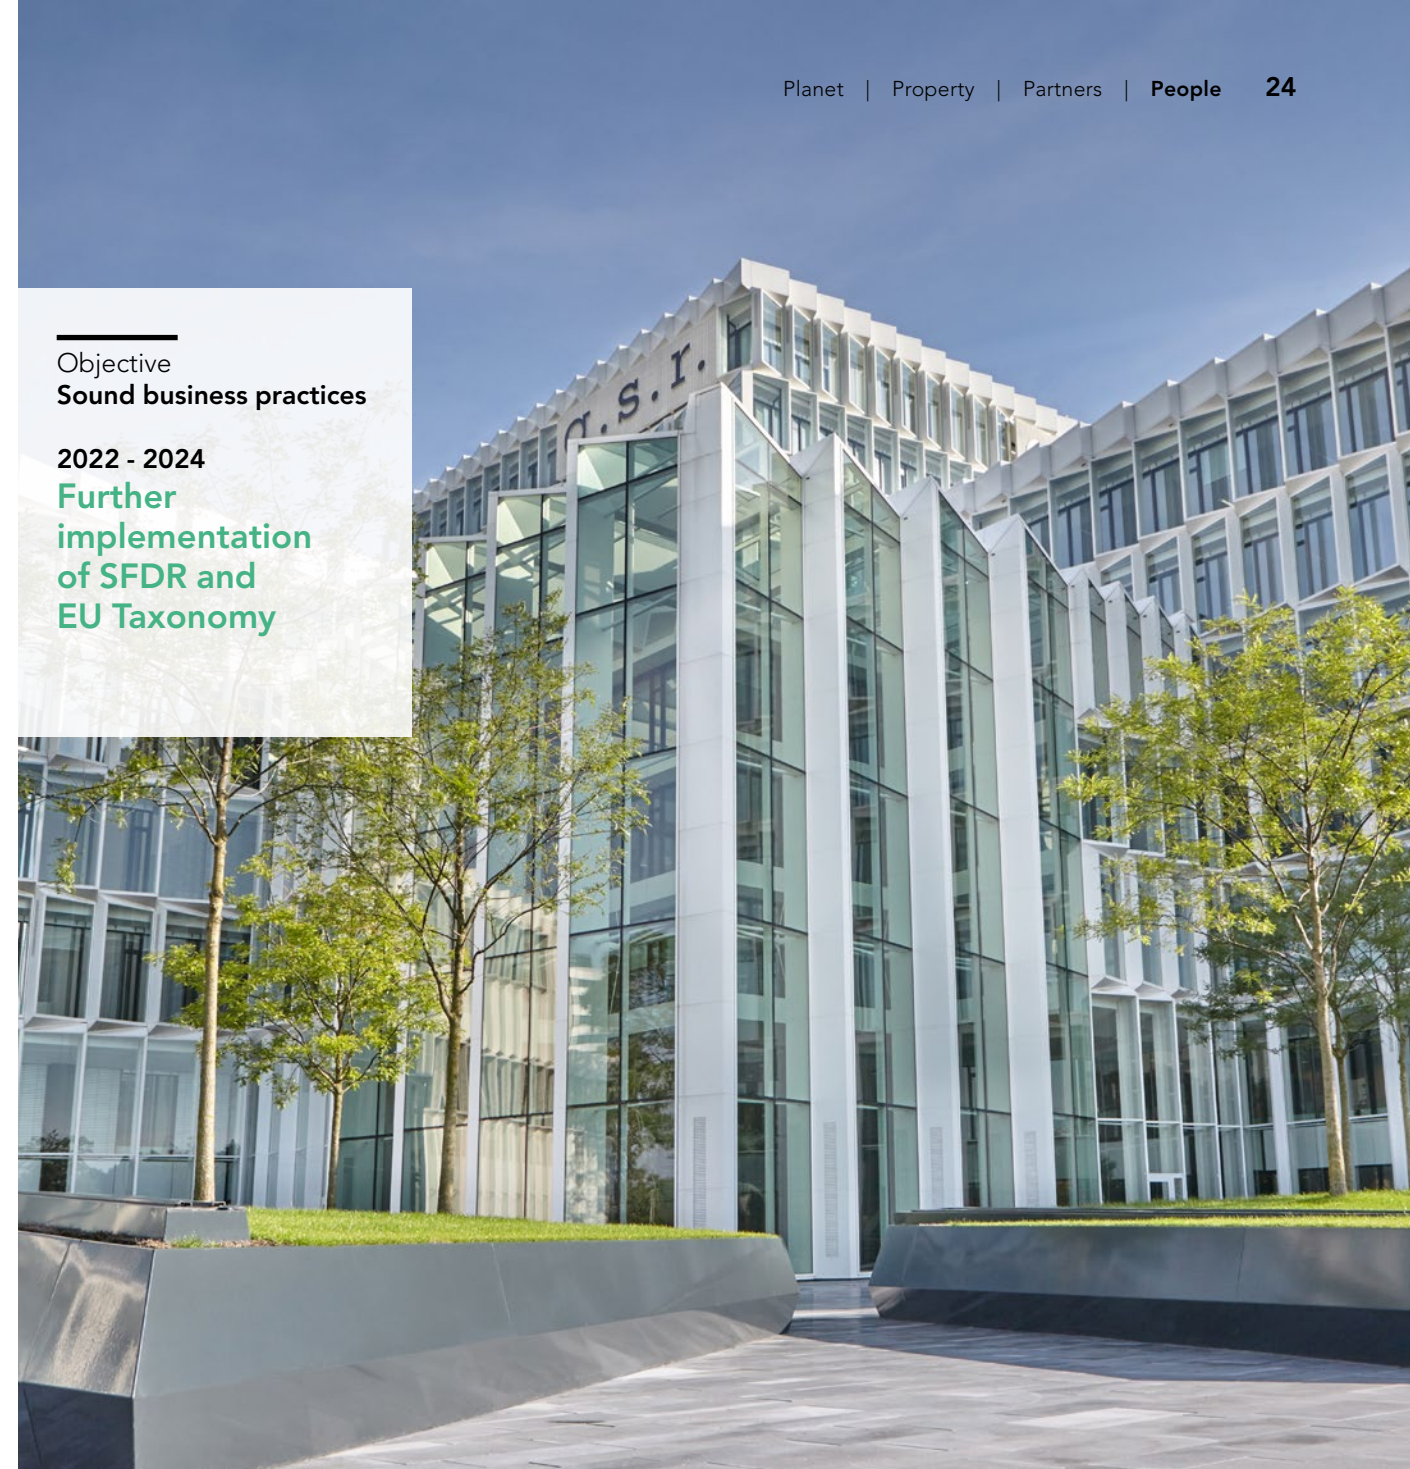 Planet | Property | Partners | People 24
a.s.r.
Objective
Sound business practices
2022 - 2024
Further
implementation
of SFDR and
EU Taxonomy